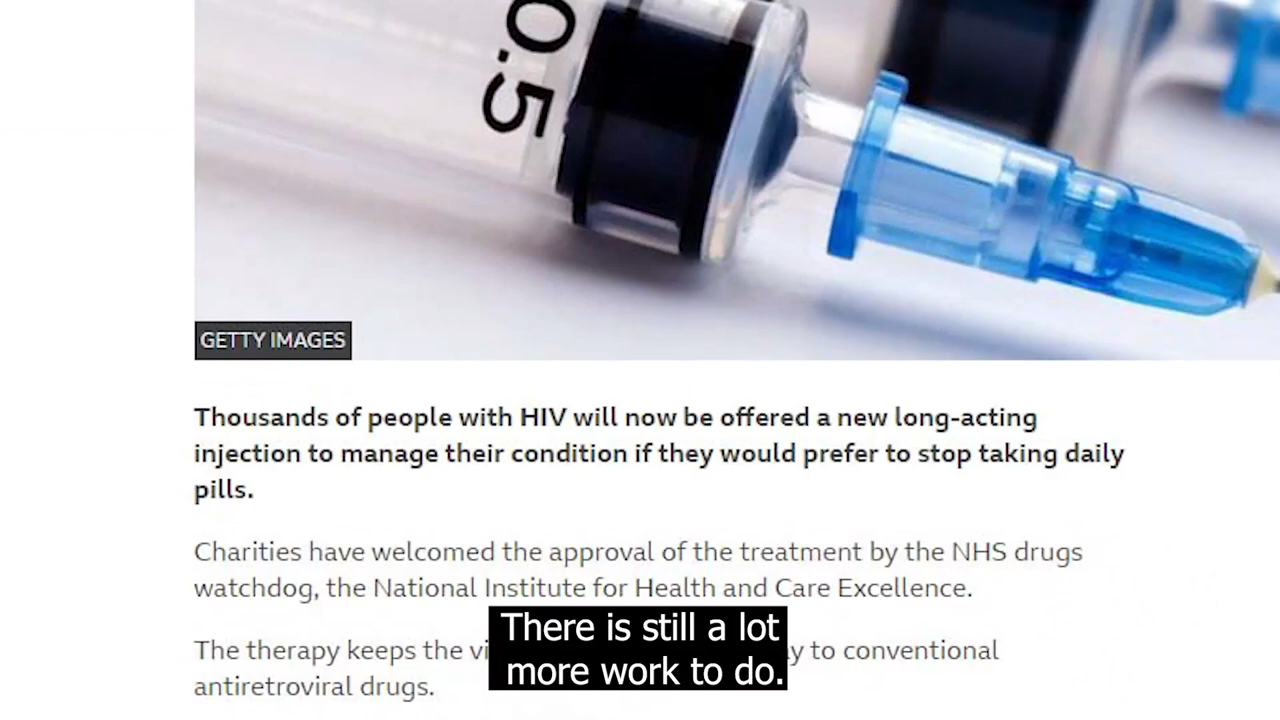 0.5
GETTY IMAGES
Thousands of people with HIV will now be offered a new long-acting
injection to manage their condition if they would prefer to stop taking daily
pills.
Charities have welcomed the approval of the treatment by the NHS drugs
watchdog, the National Institute for Health and Care Excellence.
The therapy keeps the to conventional
antiretroviral drugs.
There is still a lot
more work to do.